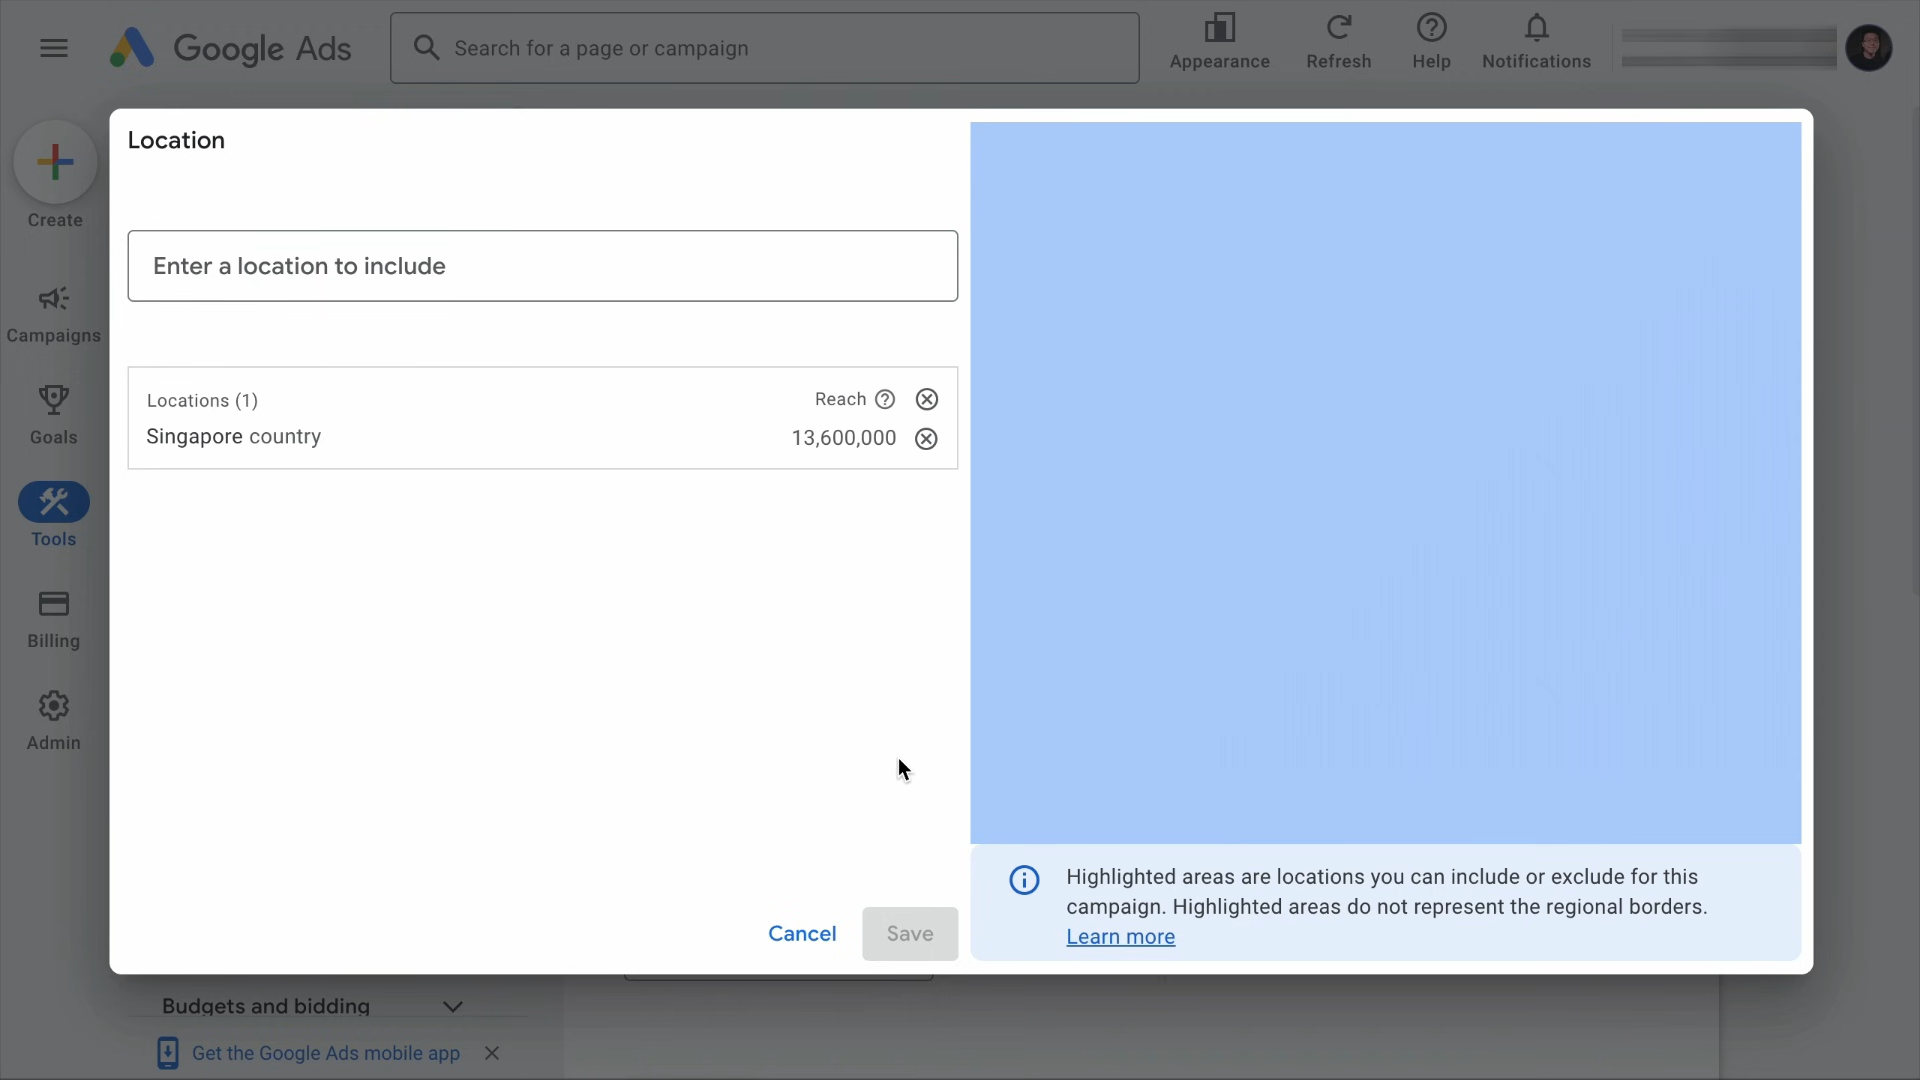 Google Ads
Search for a page or campaign
Appearance
Refresh
Help
Notifications
Create
Campaigns
Goals
Tools
Billing
Admin
Location
Enter a location to include
Locations (1)
Reach
Singapore country
13,600,000
Cancel
Save
Highlighted areas are locations you can include or exclude for this
campaign. Highlighted areas do not represent the regional borders.
Learn more
Budgets and bidding
Get the Google Ads mobile app